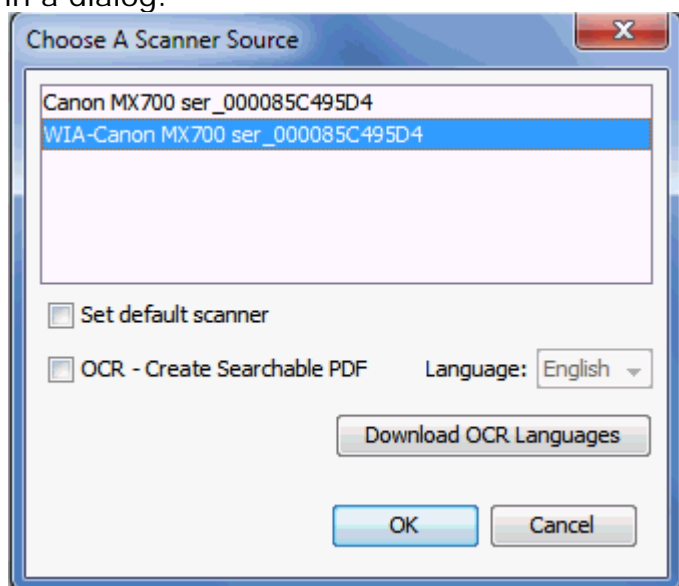 in a dialog.
Choose A Scanner Source
Canon MX700 ser_000085C495D4
WIA-Canon MX700 ser_000085C495D4
Set default scanner
OCR - Create Searchable PDF Language: English
Download OCR Languages
OK Cancel